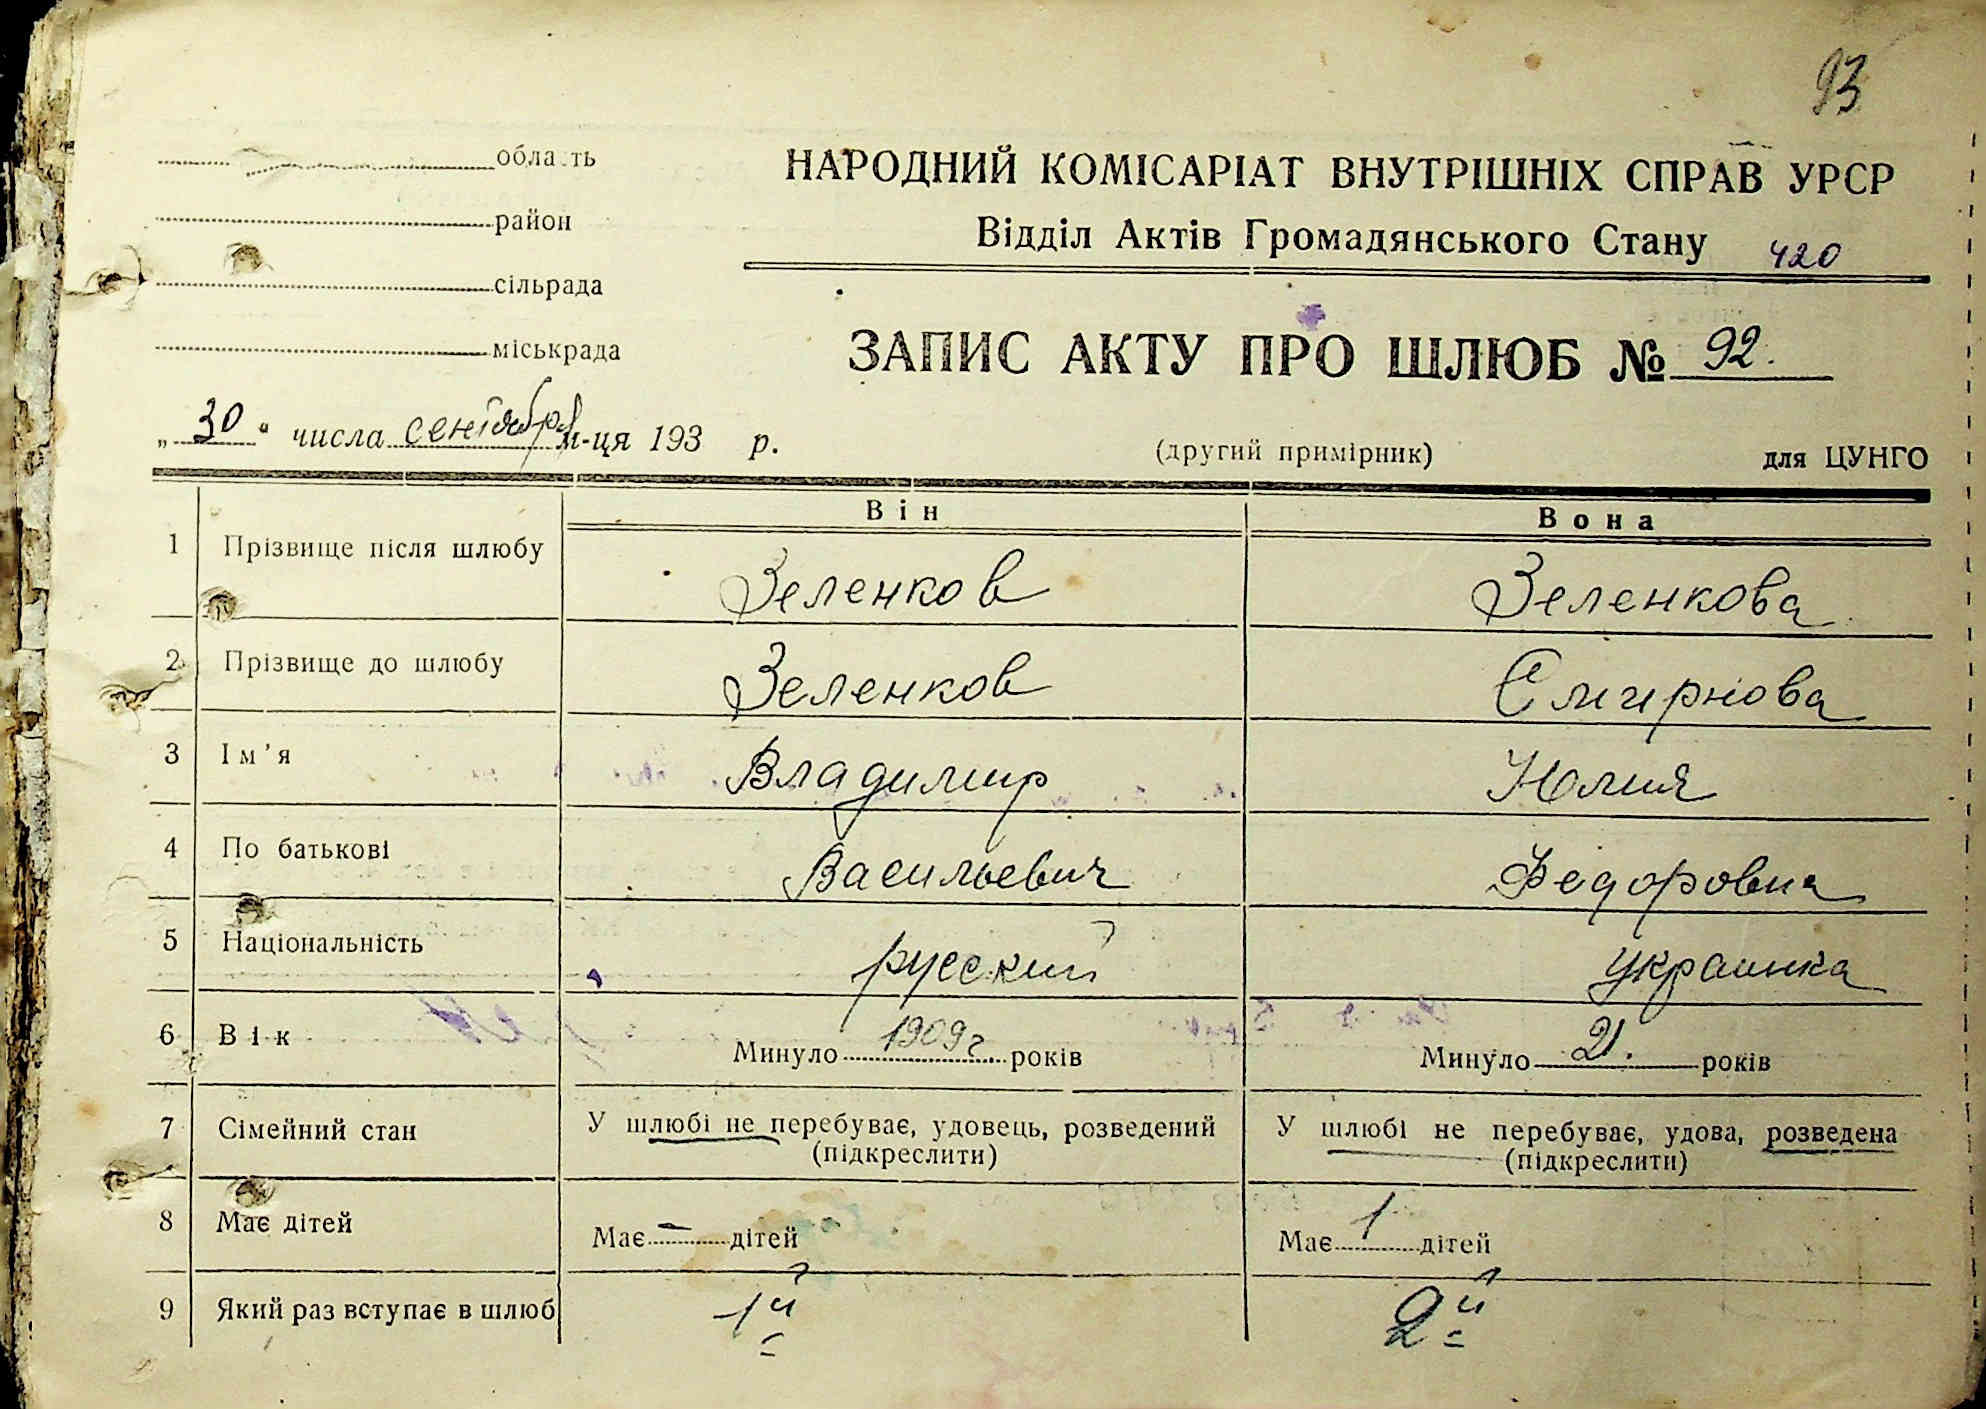 93
область
район
сільрада
міськрада
НАРОДНИЙ КОМІСАРІАТ ВНУТРІШНІХ СПРАВ УРСР
Відділ Актів Громадянського Стану 420
ЗАПИС АКТУ ПРО ШЛЮБ № 92.
„30“ числа сентября м-ця 193 р.
(другий примірник) для ЦУНГО
Він Вона
1 Прізвище після шлюбу Зеленков Зеленкова
2 Прізвище до шлюбу Зеленков Смирнова
3 Ім'я Владимир Юлия
4 По батькові Васильевич Федоровна
5 Національність русский украинка
6 Вік Минуло 1909г. років Минуло 21. років
7 Сімейний стан У шлюбі не перебуває, удовець, розведений У шлюбі не перебуває, удова, розведена
(підкреслити) (підкреслити)
8 Має дітей Має – дітей Має 1 дітей
9 Який раз вступає в шлюб 1й 2й